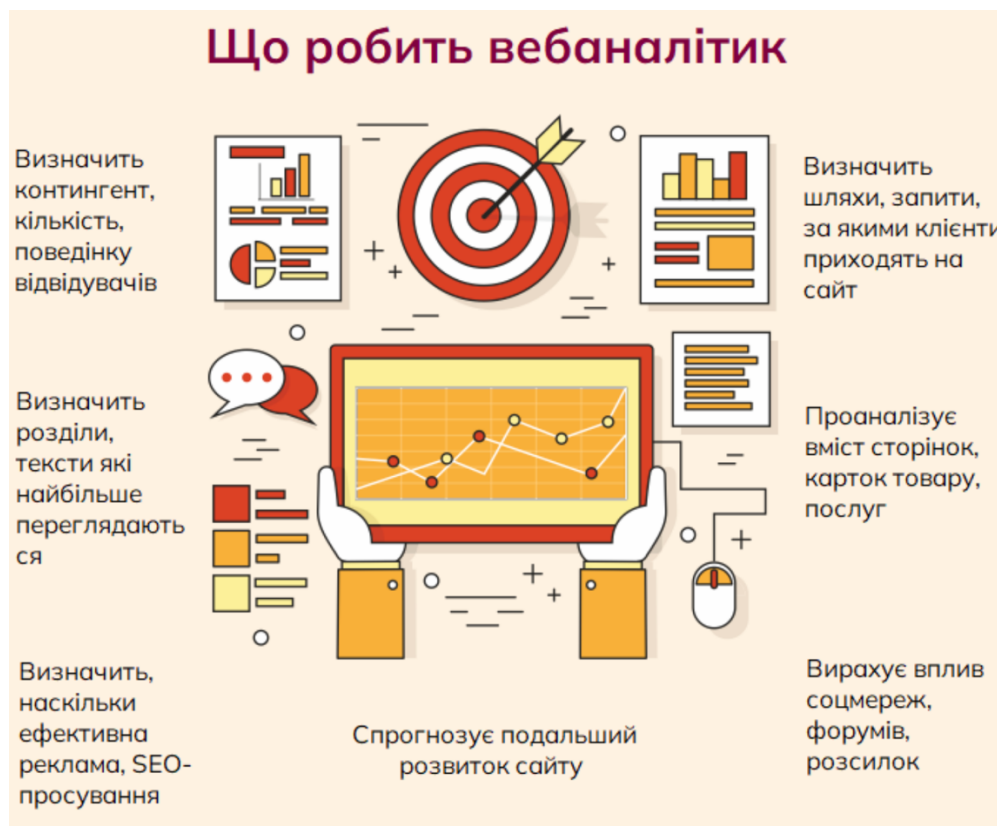 Що робить вебаналітик
Визначить
контингент,
кількість,
поведінку
відвідувачів
Визначить
шляхи, запити,
за якими клієнти
приходять на
сайт
Визначить
розділи,
тексти які
найбільше
переглядають
ся
Проаналізує
вміст сторінок,
карток товару,
послуг
Визначить,
наскільки
ефективна
реклама, SEO-
просування
Спрогнозує подальший
розвиток сайту
Вирахує вплив
соцмереж,
форумів,
розсилок